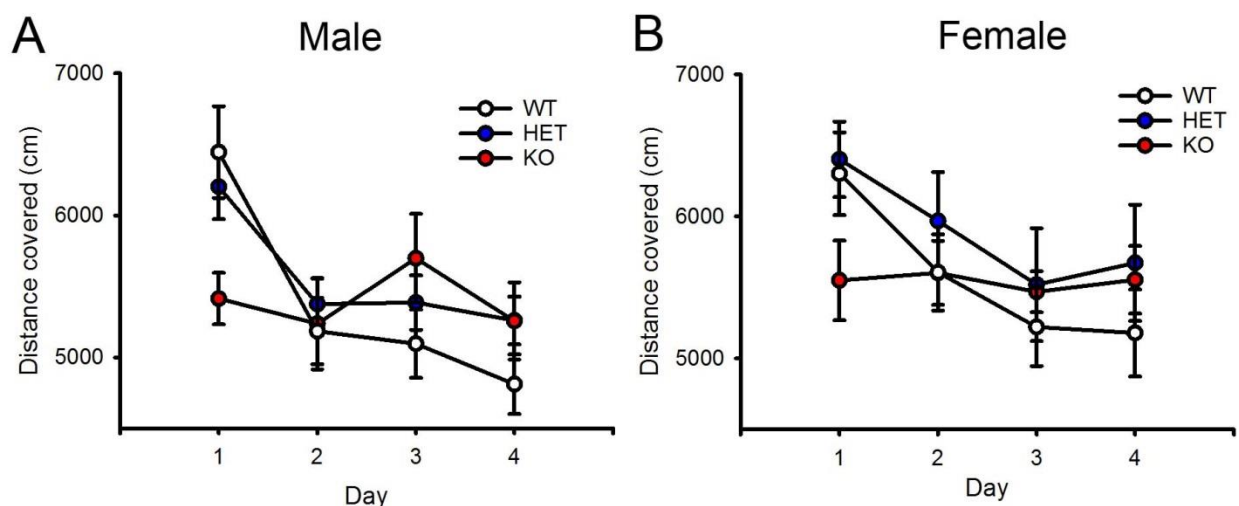 A
Male
7000
6000
5000
Distance covered (cm)
WT
HET
KO
1 2 3 4
Day
B
Female
7000
6000
5000
Distance covered (cm)
WT
HET
KO
1 2 3 4
Day